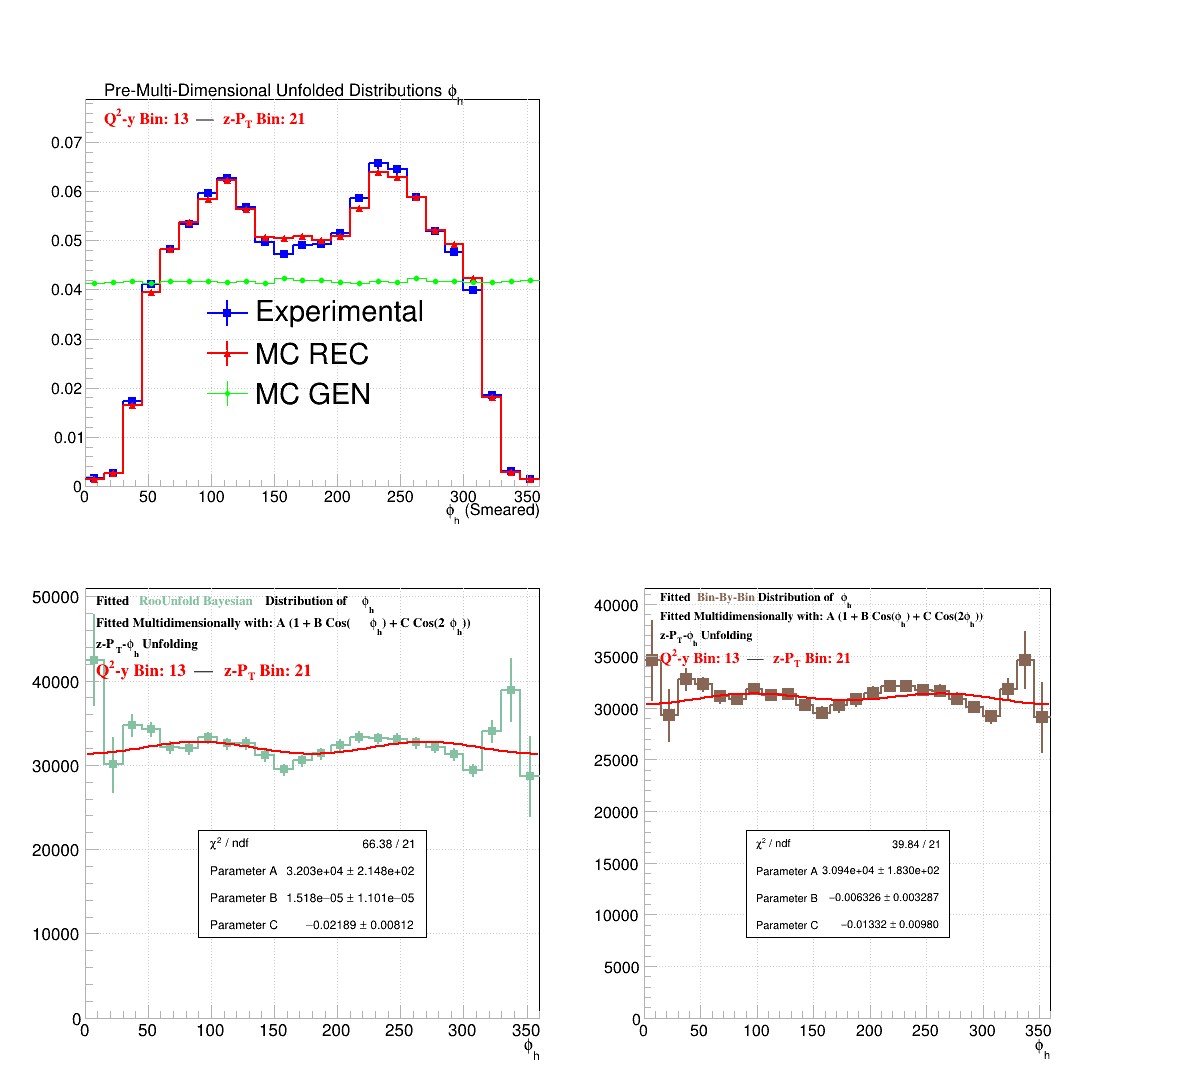 Pre-Multi-Dimensional Unfolded Distributions ϕh
Q2-y Bin: 13 — z-PT Bin: 21
0.07
0.06
0.05
0.04
0.03
0.02
0.01
0
Experimental
MC REC
MC GEN
0 50 100 150 200 250 300 350
ϕh (Smeared)
Fitted RooUnfold Bayesian Distribution of ϕh
Fitted Multidimensionally with: A (1 + B Cos( ϕh) + C Cos(2 ϕh))
z-PT-ϕh Unfolding
Q2-y Bin: 13 — z-PT Bin: 21
50000
40000
30000
20000
10000
0
χ2 / ndf 66.38 / 21
Parameter A 3.203e+04 ± 2.148e+02
Parameter B 1.518e−05 ± 1.101e−05
Parameter C −0.02189 ± 0.00812
0 50 100 150 200 250 300 350
ϕh
Fitted Bin-By-Bin Distribution of ϕh
Fitted Multidimensionally with: A (1 + B Cos(ϕh) + C Cos(2ϕh))
z-PT-ϕh Unfolding
Q2-y Bin: 13 — z-PT Bin: 21
40000
35000
30000
25000
20000
15000
10000
5000
0
χ2 / ndf 39.84 / 21
Parameter A 3.094e+04 ± 1.830e+02
Parameter B −0.006326 ± 0.003287
Parameter C −0.01332 ± 0.00980
0 50 100 150 200 250 300 350
ϕh